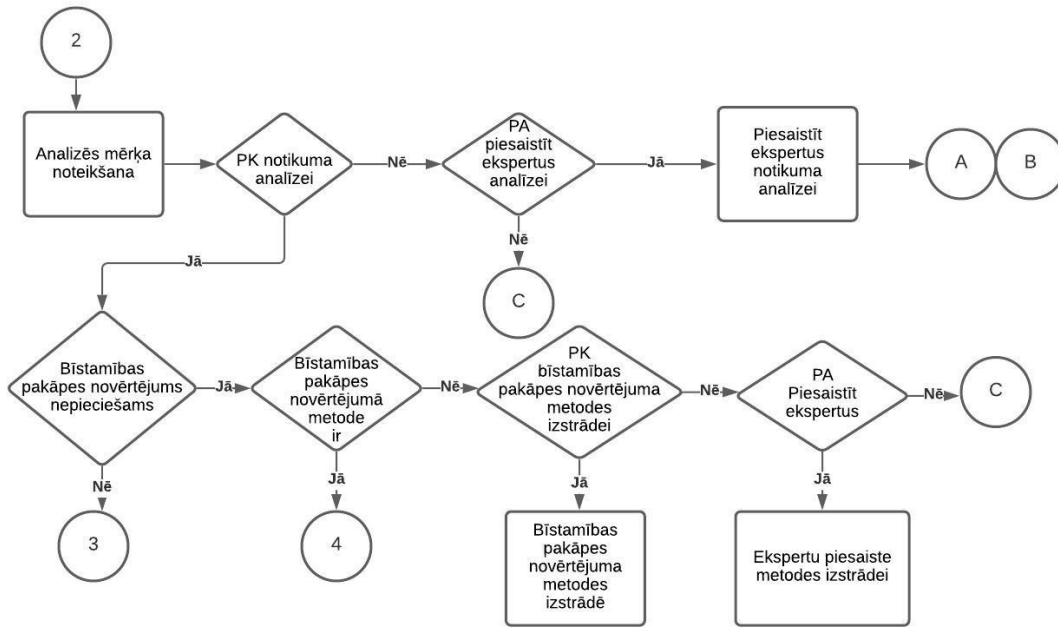 2
Analizēs mērķa
noteikšana
PK notikuma
analīzei
Nē
PA
piesaistīt
ekspertus
analīzei
Jā
Piesaistīt
ekspertus
notikuma
analīzei
A
B
Nē
C
Jā
Bīstamības
pakāpes novērtējums
nepieciešams
Jā
Bīstamības
pakāpes
novērtējumā
metode
ir
Nē
PK
bīstamības
pakāpes novērtējuma
metodes
izstrādei
Nē
PA
Piesaistīt
ekspertus
Nē
C
Nē
3
Jā
4
Jā
Bīstamības
pakāpes
novērtējuma
metodes
izstrādē
Jā
Ekspertu piesaiste
metodes izstrādei